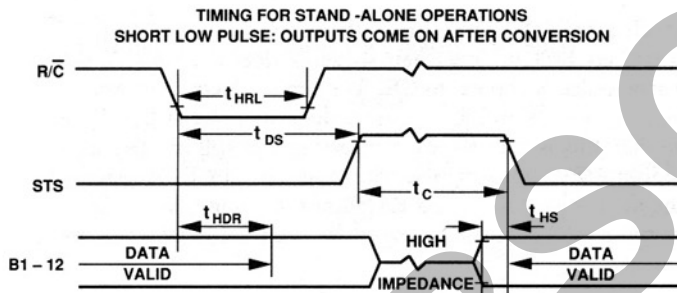 TIMING FOR STAND -ALONE OPERATIONS
SHORT LOW PULSE: OUTPUTS COME ON AFTER CONVERSION
R/C̅
tHRL
tDS
STS
tC
tHDR
tHS
HIGH
DATA
DATA
B1 – 12
VALID
IMPEDANCE
VALID